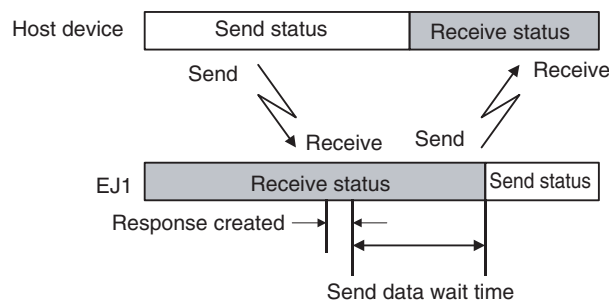 Host device
Send status
Receive status
Send
Receive
Receive
Send
EJ1
Receive status
Send status
Response created
Send data wait time